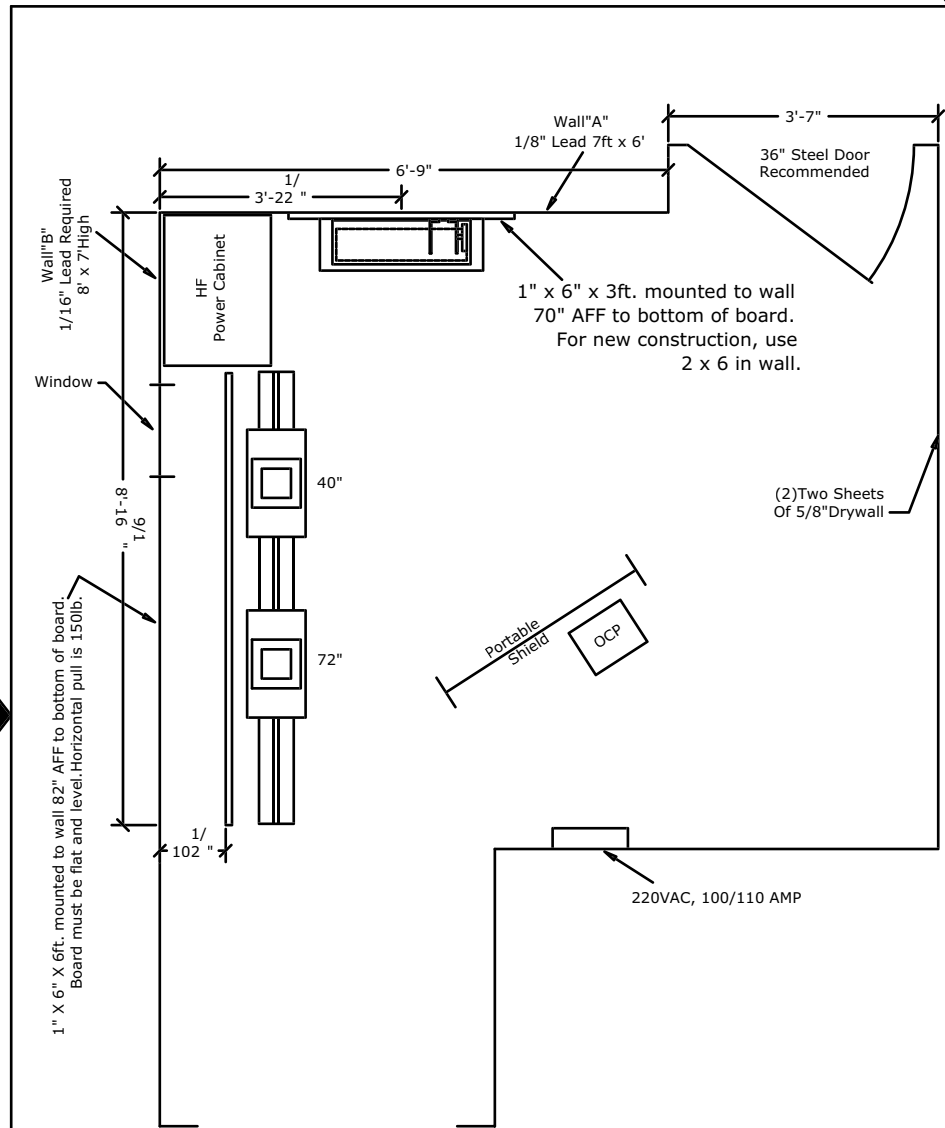 3'-7"
Wall"A"
1/8" Lead 7ft x 6'
36" Steel Door
Recommended
6'-9"
1/
3'-22 "
Wall"B"
1/16" Lead Required
8' x 7'High
HF
Power Cabinet
1" x 6" x 3ft. mounted to wall
70" AFF to bottom of board.
For new construction, use
2 x 6 in wall.
Window
40"
9/1
8'-16 "
(2)Two Sheets
Of 5/8"Drywall
1" X 6" X 6ft. mounted to wall 82" AFF to bottom of board.
Board must be flat and level.Horizontal pull is 150lb.
Portable
Shield
OCP
72"
1/
102 "
220VAC, 100/110 AMP